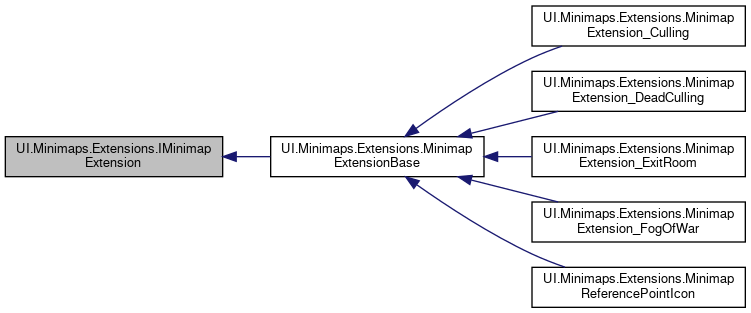 UI.Minimaps.Extensions.IMinimap
Extension
UI.Minimaps.Extensions.Minimap
ExtensionBase
UI.Minimaps.Extensions.Minimap
Extension_Culling
UI.Minimaps.Extensions.Minimap
Extension_DeadCulling
UI.Minimaps.Extensions.Minimap
Extension_ExitRoom
UI.Minimaps.Extensions.Minimap
Extension_FogOfWar
UI.Minimaps.Extensions.Minimap
ReferencePointIcon